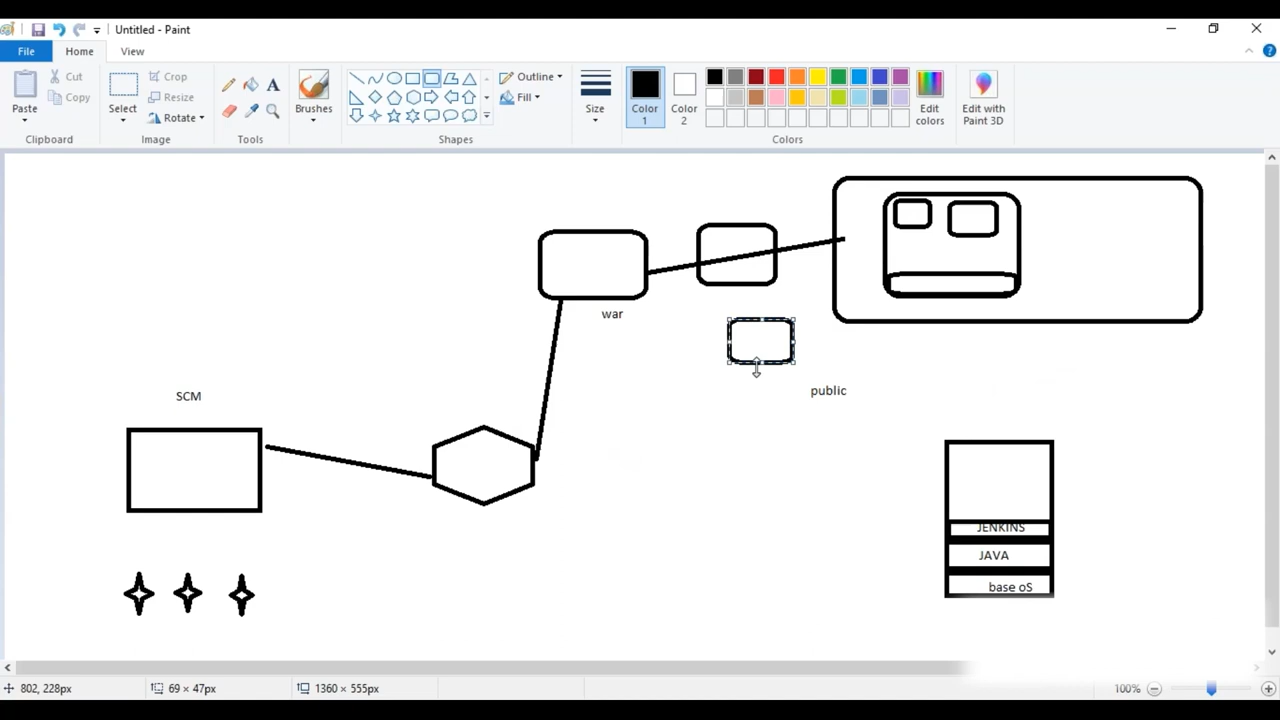 Untitled - Paint
File
Home
View
Paste
Cut
Copy
Clipboard
Select
Crop
Resize
Rotate
Image
A
Tools
Brushes
Outline
Fill
Shapes
Size
Color 1
Color 2
Edit colors
Colors
Edit with Paint 3D
war
public
SCM
JENKINS
JAVA
base oS
802, 228px
69 × 47px
1360 × 555px
100%